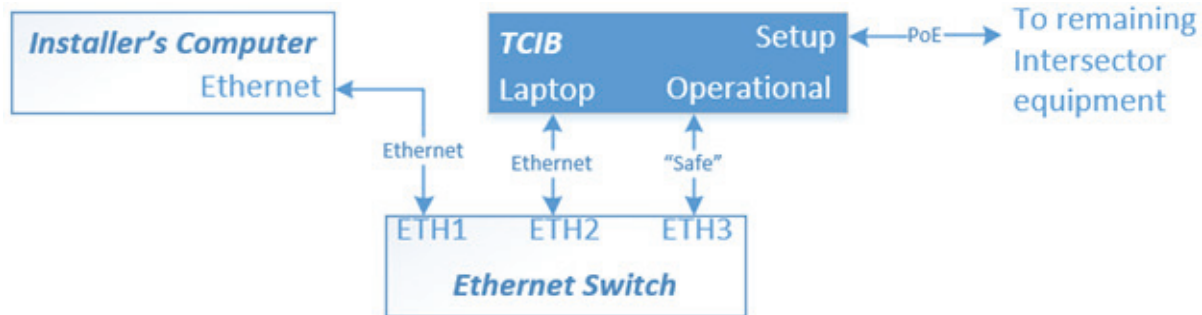 Installer's Computer
Ethernet
TCIB
Setup
Laptop
Operational
PoE
To remaining
Intersector
equipment
Ethernet
Ethernet
“Safe”
ETH1
ETH2
ETH3
Ethernet Switch